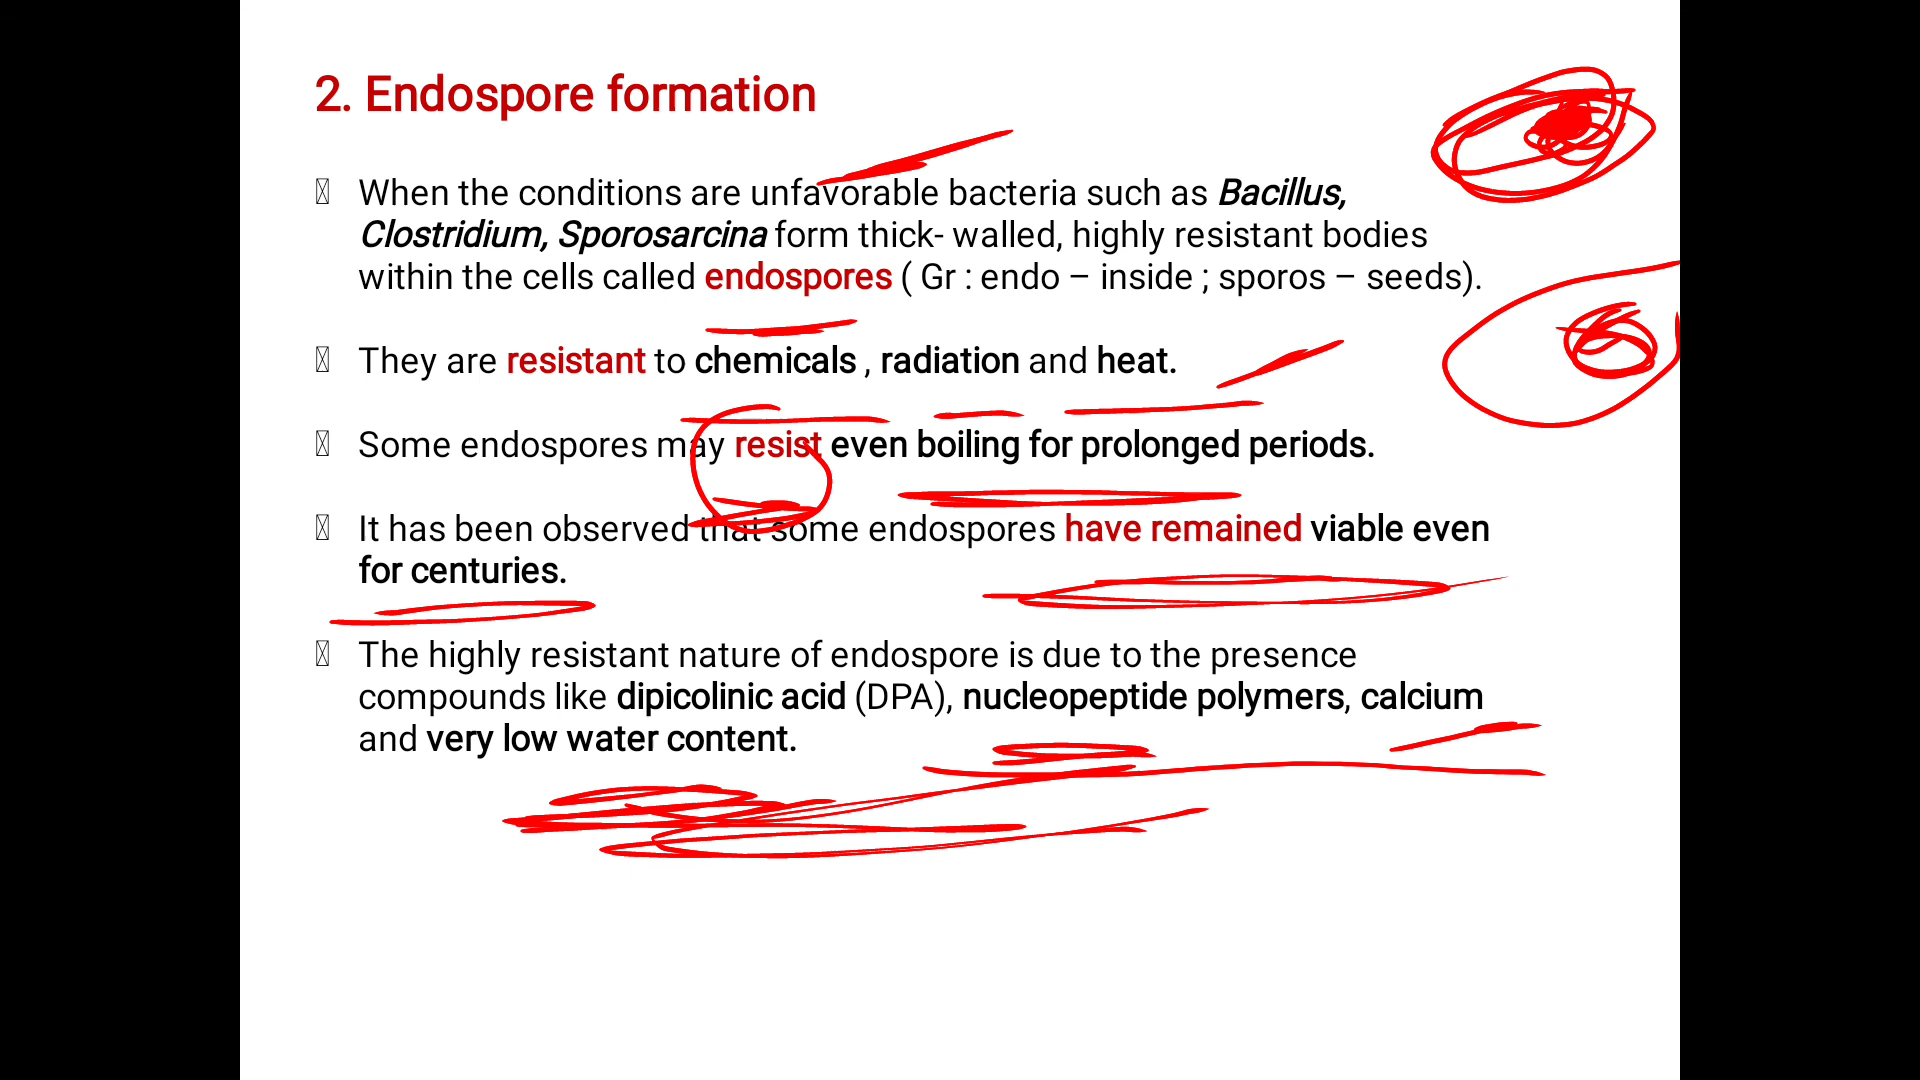 2. Endospore formation
When the conditions are unfavorable bacteria such as Bacillus,
Clostridium, Sporosarcina form thick- walled, highly resistant bodies
within the cells called endospores ( Gr : endo – inside ; sporos – seeds).
They are resistant to chemicals , radiation and heat.
Some endospores may resist even boiling for prolonged periods.
It has been observed that some endospores have remained viable even
for centuries.
The highly resistant nature of endospore is due to the presence
compounds like dipicolinic acid (DPA), nucleopeptide polymers, calcium
and very low water content.